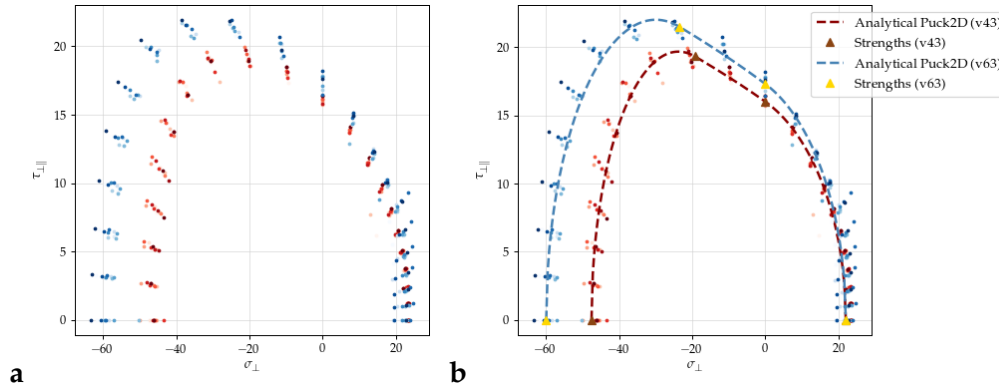 20
15
10
5
0
τ⊥∥
−60
−40
−20
0
20
σ⊥
a
20
15
10
5
0
τ⊥∥
−60
−40
−20
0
20
σ⊥
b
Analytical Puck2D (v43)
Strengths (v43)
Analytical Puck2D (v63)
Strengths (v63)